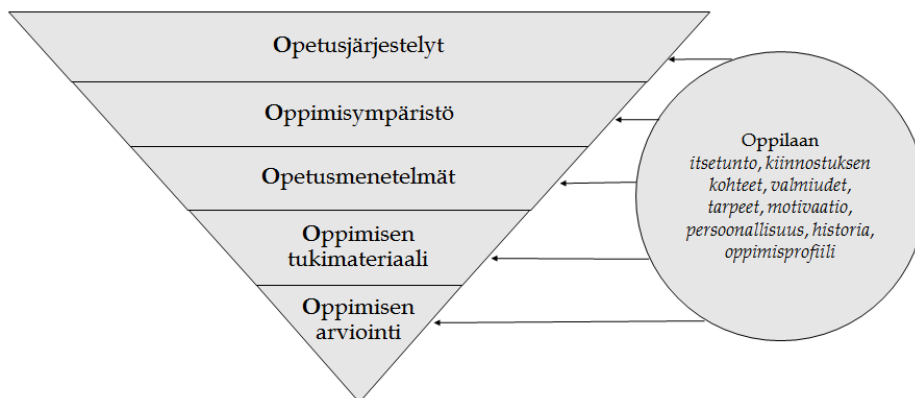 Opetusjärjestelyt
Oppimisympäristö
Opetusmenetelmät
Oppimisen
tukimateriaali
Oppimisen
arviointi
Oppilaan
itsetunto, kiinnostuksen
kohteet, valmiudet,
tarpeet, motivaatio,
persoonallisuus, historia,
oppimisprofiili